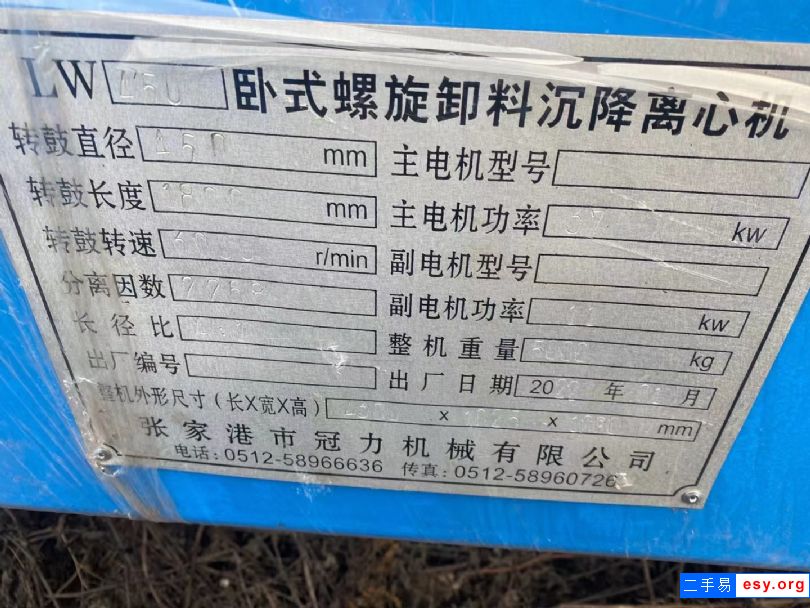 LW 450 卧式螺旋卸料沉降离心机
转鼓直径 450 mm 主电机型号
转鼓长度 mm 主电机功率 37 kw
转鼓转速 r/min 副电机型号
分离因数 副电机功率 kw
长径比 整机重量 kg
出厂编号 出厂日期 20 年 月
整机外形尺寸(长X宽X高) x x mm
张家港市冠力机械有限公司
电话:0512-58966636 传真:0512-58960726
二手易 esy.org